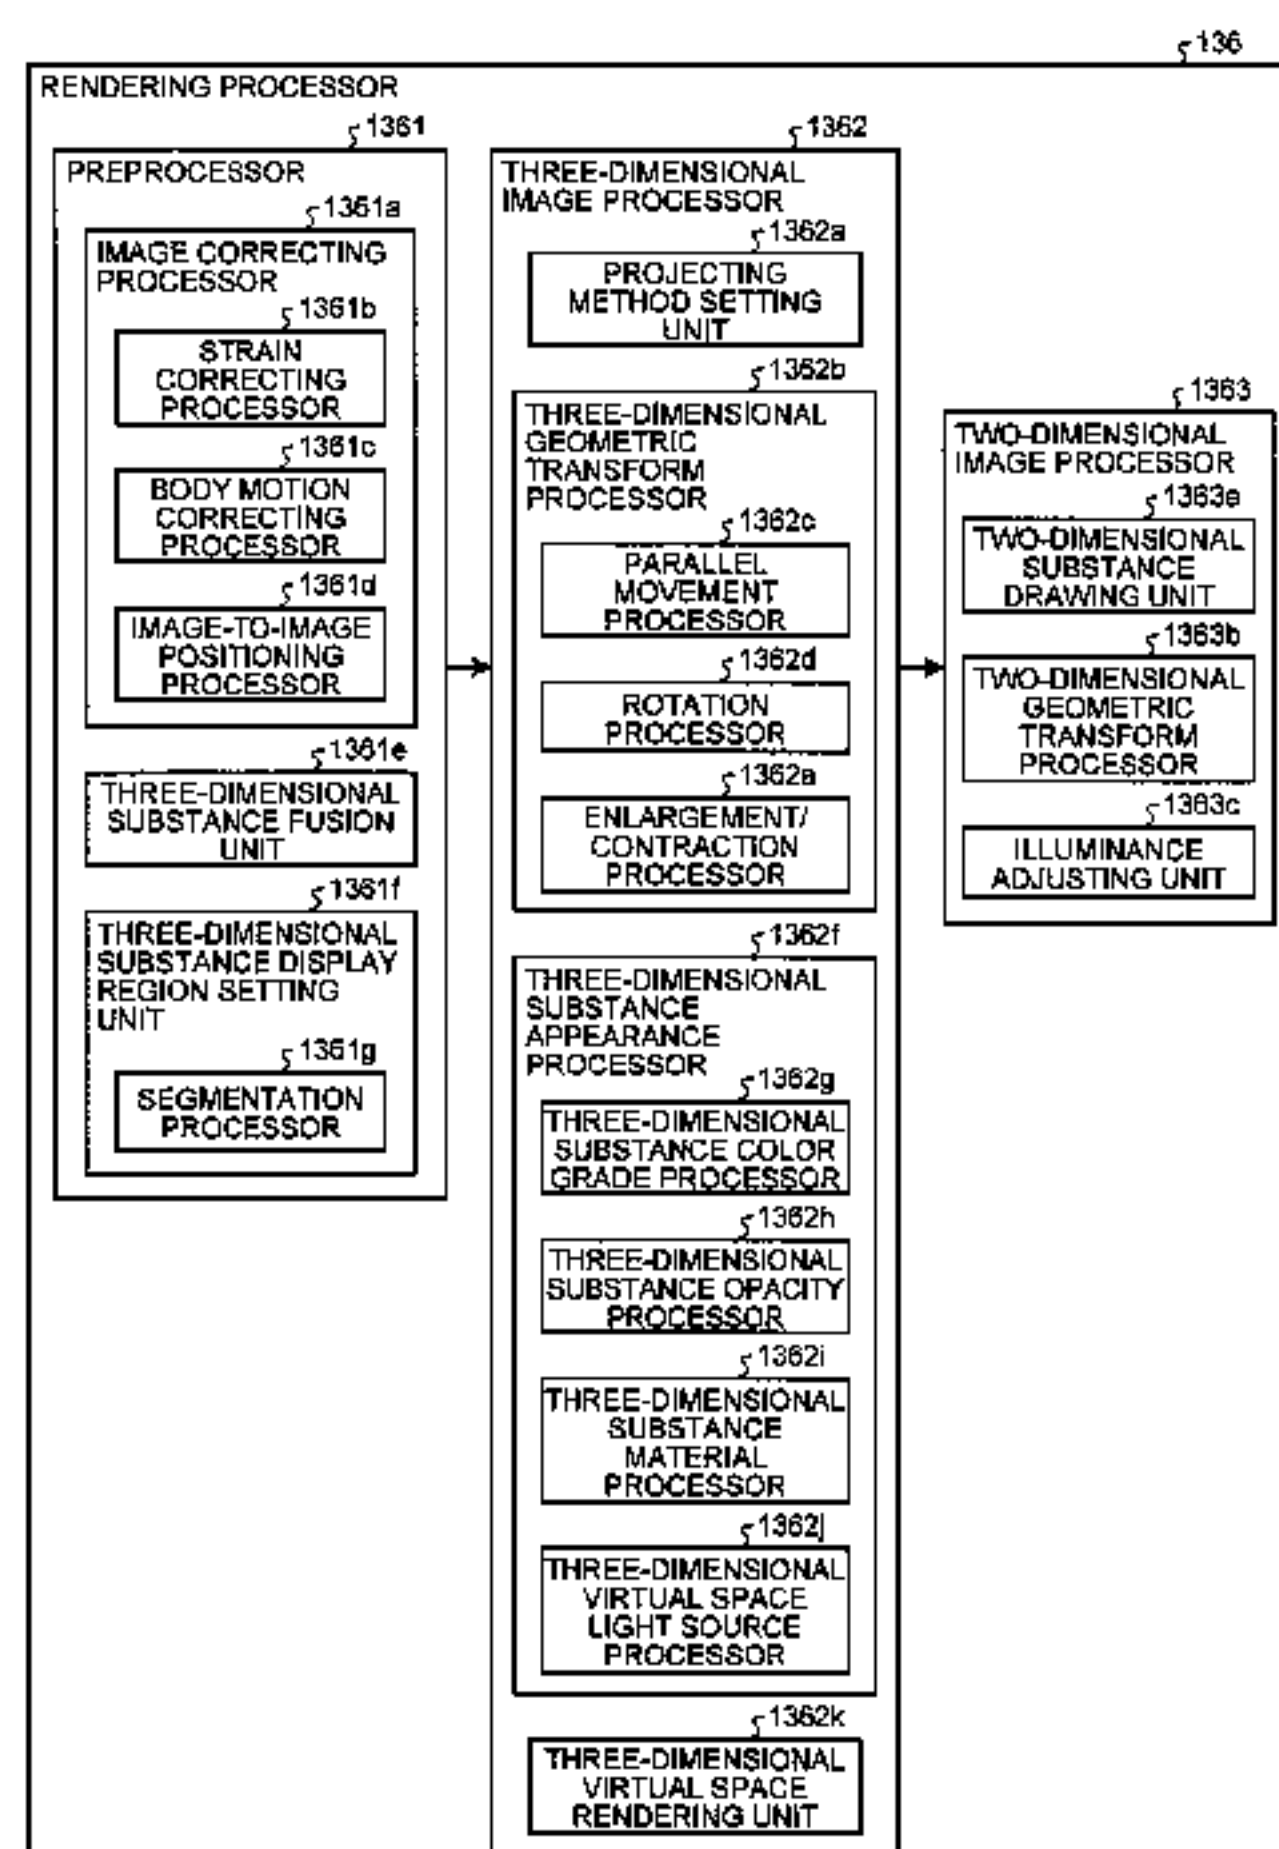 136
RENDERING PROCESSOR
1361
PREPROCESSOR
1361a
IMAGE CORRECTING
PROCESSOR
1361b
STRAIN
CORRECTING
PROCESSOR
1361c
BODY MOTION
CORRECTING
PROCESSOR
1361d
IMAGE-TO-IMAGE
POSITIONING
PROCESSOR
1361e
THREE-DIMENSIONAL
SUBSTANCE FUSION
UNIT
1361f
THREE-DIMENSIONAL
SUBSTANCE DISPLAY
REGION SETTING
UNIT
1361g
SEGMENTATION
PROCESSOR
1362
THREE-DIMENSIONAL
IMAGE PROCESSOR
1362a
PROJECTING
METHOD SETTING
UNIT
1362b
THREE-DIMENSIONAL
GEOMETRIC
TRANSFORM
PROCESSOR
1362c
PARALLEL
MOVEMENT
PROCESSOR
1362d
ROTATION
PROCESSOR
1362a
ENLARGEMENT/
CONTRACTION
PROCESSOR
1362f
THREE-DIMENSIONAL
SUBSTANCE
APPEARANCE
PROCESSOR
1362g
THREE-DIMENSIONAL
SUBSTANCE COLOR
GRADE PROCESSOR
1362h
THREE-DIMENSIONAL
SUBSTANCE OPACITY
PROCESSOR
1362i
THREE-DIMENSIONAL
SUBSTANCE
MATERIAL
PROCESSOR
1362j
THREE-DIMENSIONAL
VIRTUAL SPACE
LIGHT SOURCE
PROCESSOR
1362k
THREE-DIMENSIONAL
VIRTUAL SPACE
RENDERING UNIT
1363
TWO-DIMENSIONAL
IMAGE PROCESSOR
1363e
TWO-DIMENSIONAL
SUBSTANCE
DRAWING UNIT
1363b
TWO-DIMENSIONAL
GEOMETRIC
TRANSFORM
PROCESSOR
1363c
ILLUMINANCE
ADJUSTING UNIT